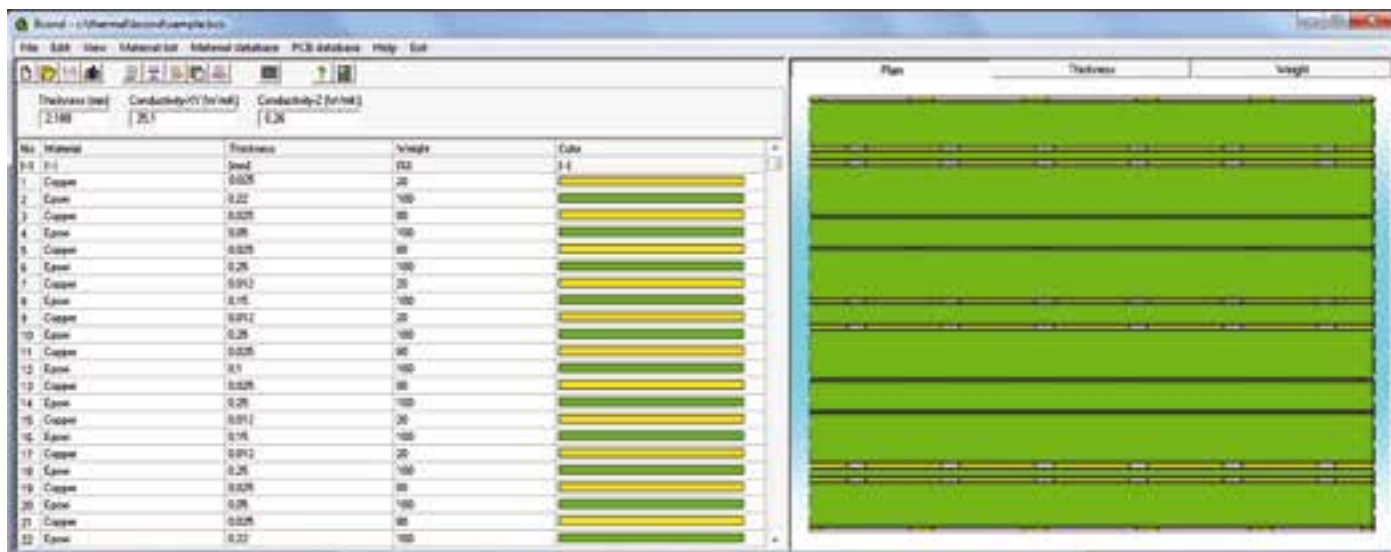 Bcond - c:\thermal\bcond\sample.bcs
File Edit View Material list Material database PCB database Help Exit
Thickness [mm] Conductivity-XY [W/mK] Conductivity-Z [W/mK]
25,1 0,26
Plan Thickness Weight
No Material Thickness Weight Color
[-] [-] [mm] [%] [-]
1 Copper 0,025 20
2 Epoxi 0,22 100
3 Copper 0,025 80
4 Epoxi 0,05 100
5 Copper 0,025 80
6 Epoxi 0,25 100
7 Copper 0,012 20
8 Epoxi 0,15 100
9 Copper 0,012 20
10 Epoxi 0,25 100
11 Copper 0,025 80
12 Epoxi 0,1 100
13 Copper 0,025 80
14 Epoxi 0,25 100
15 Copper 0,012 20
16 Epoxi 0,15 100
17 Copper 0,012 20
18 Epoxi 0,25 100
19 Copper 0,025 80
20 Epoxi 0,05 100
21 Copper 0,025 80
22 Epoxi 0,22 100